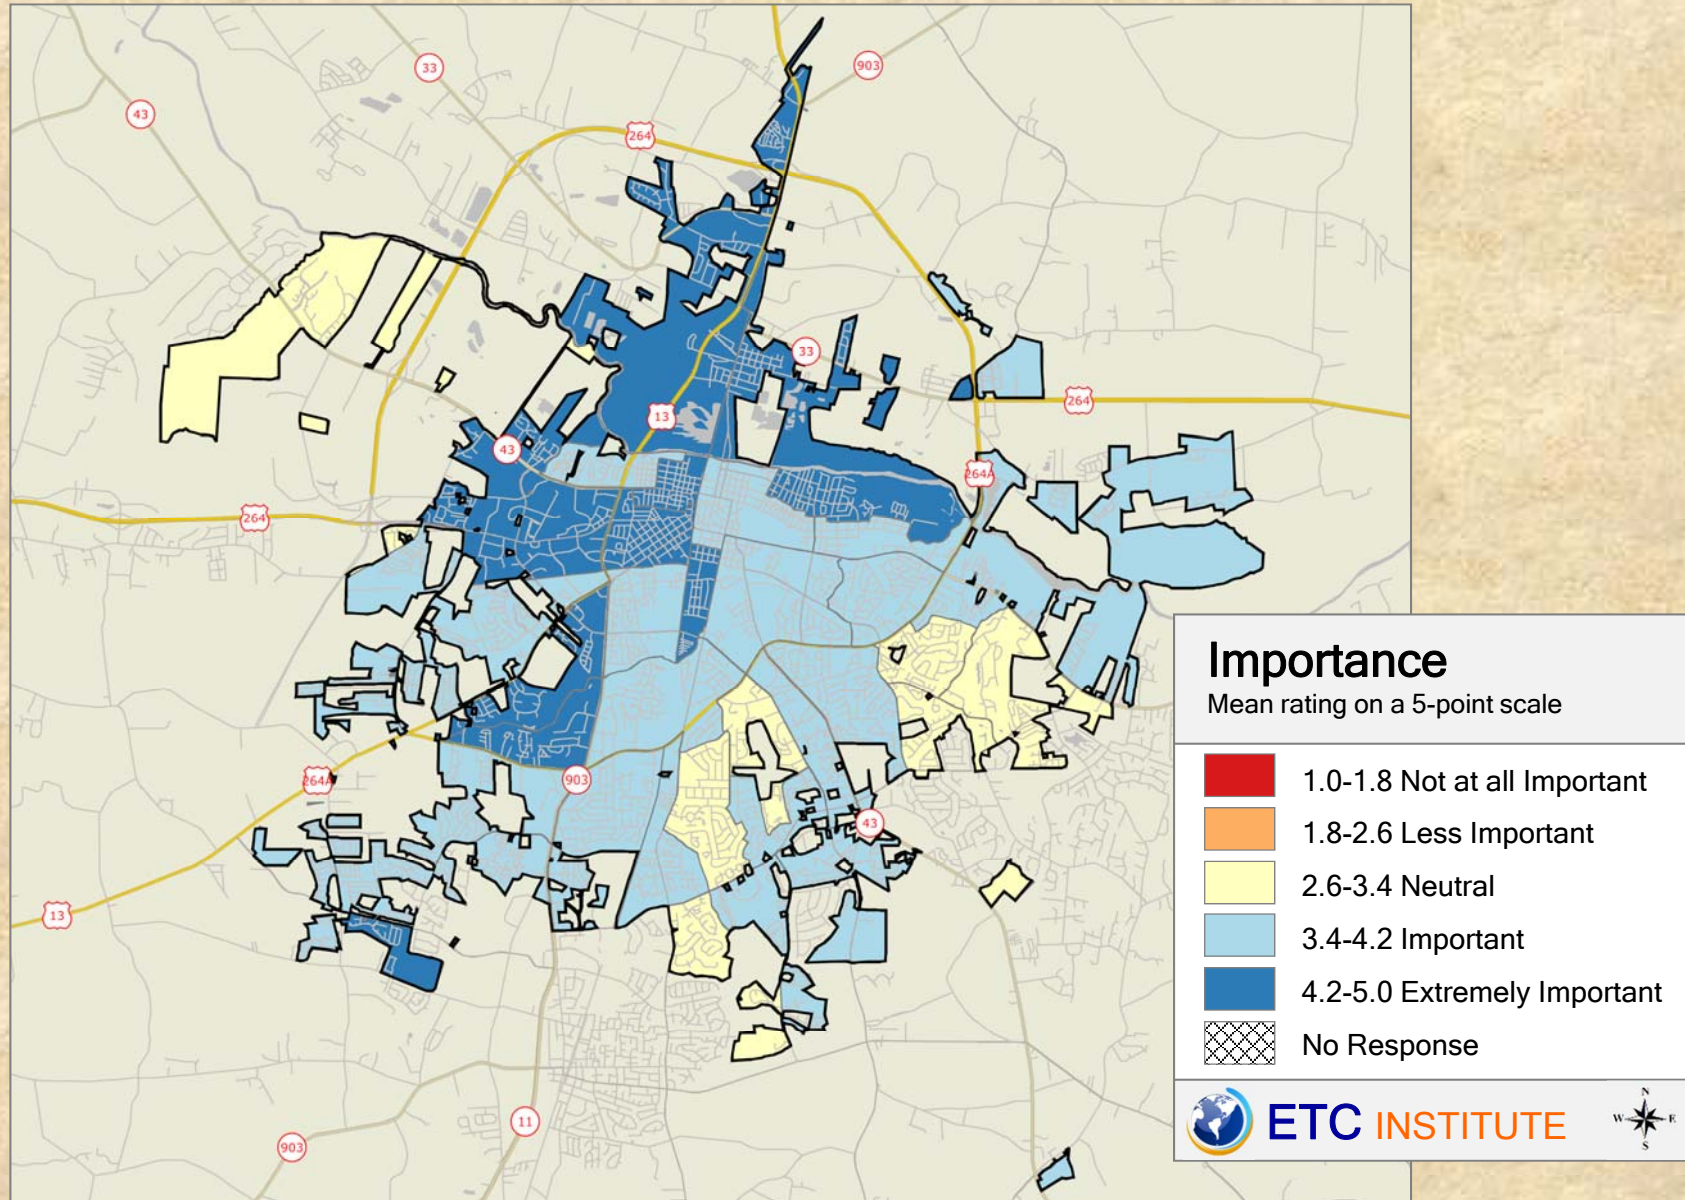 33
903
43
264
33
264
13
43
264A
264
903
264A
43
13
11
903
Importance
Mean rating on a 5-point scale
1.0-1.8 Not at all Important
1.8-2.6 Less Important
2.6-3.4 Neutral
3.4-4.2 Important
4.2-5.0 Extremely Important
No Response
ETC INSTITUTE
N
W E
S